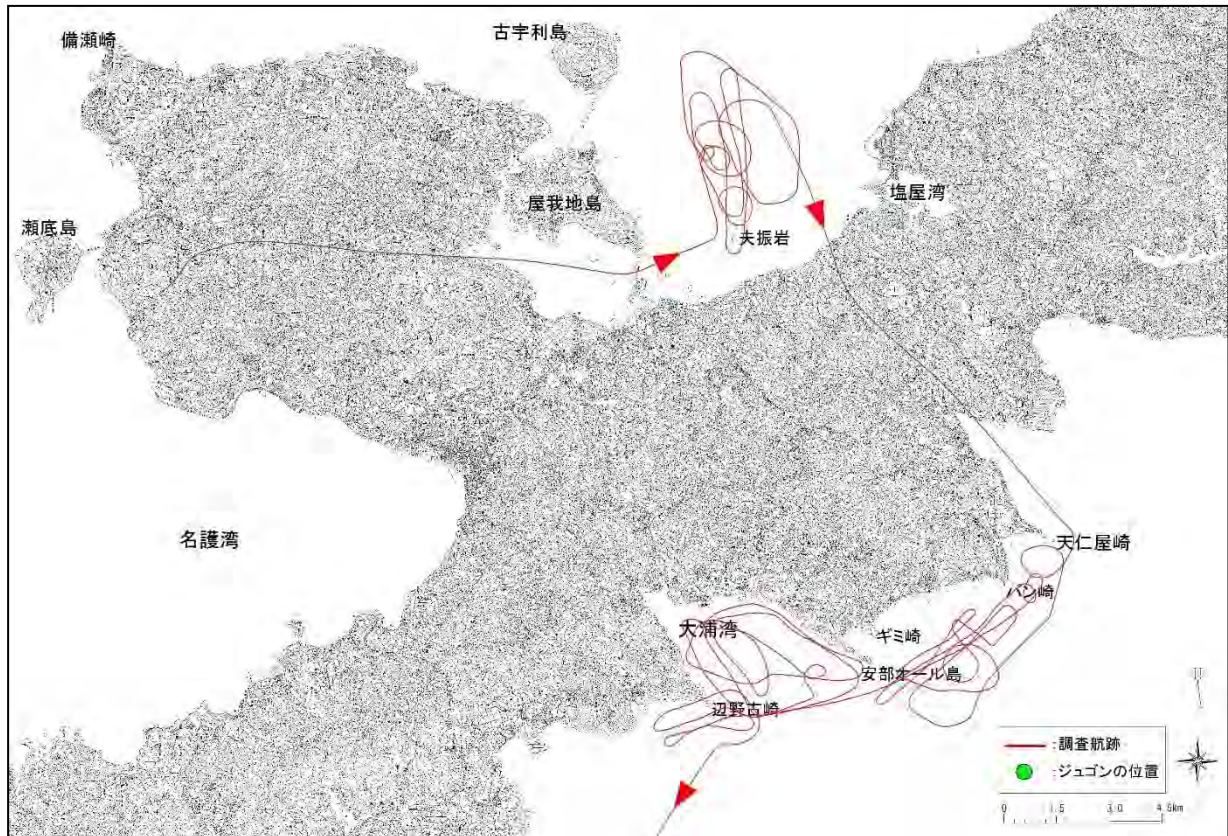 備瀬崎
古宇利島
塩屋湾
屋我地島
瀬底島
夫振岩
名護湾
天仁屋崎
バン崎
大浦湾
ギミ崎
安部オール島
辺野古崎
:調査航跡
:ジュゴンの位置
0 1.5 3.0 4.5km